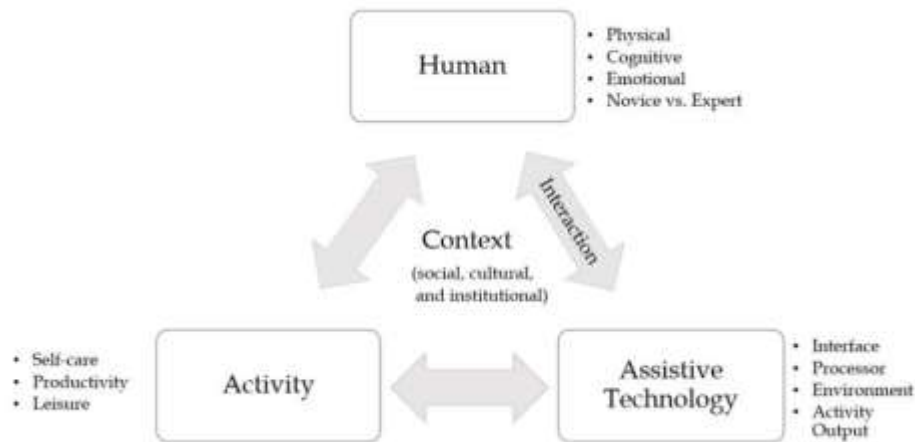 Human
• Physical
• Cognitive
• Emotional
• Novice vs. Expert
Interaction
Context
(social, cultural,
and institutional)
• Self-care
• Productivity
• Leisure
Activity
Assistive
Technology
• Interface
• Processor
• Environment
• Activity
Output